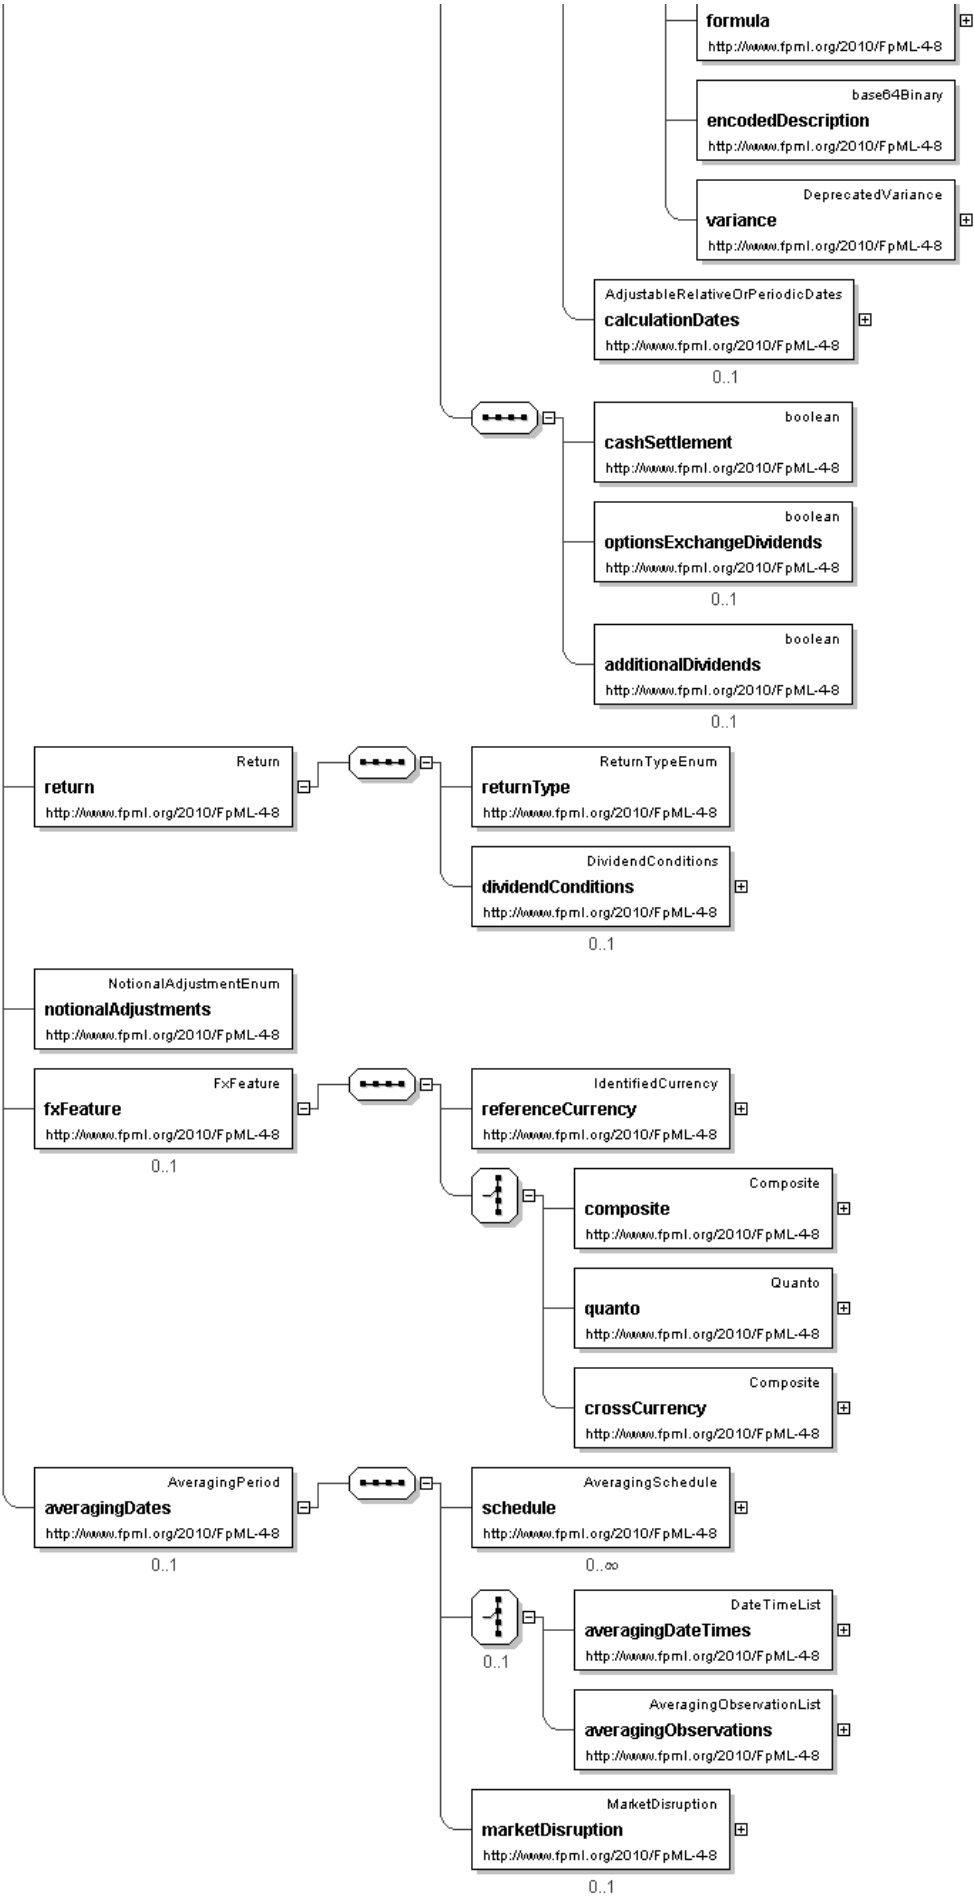 formula
http://www.fpml.org/2010/FpML-4-8
base64Binary
encodedDescription
http://www.fpml.org/2010/FpML-4-8
DeprecatedVariance
variance
http://www.fpml.org/2010/FpML-4-8
AdjustableRelativeOrPeriodicDates
calculationDates
http://www.fpml.org/2010/FpML-4-8
0..1
boolean
cashSettlement
http://www.fpml.org/2010/FpML-4-8
boolean
optionsExchangeDividends
http://www.fpml.org/2010/FpML-4-8
0..1
boolean
additionalDividends
http://www.fpml.org/2010/FpML-4-8
0..1
Return
return
http://www.fpml.org/2010/FpML-4-8
ReturnTypeEnum
returnType
http://www.fpml.org/2010/FpML-4-8
DividendConditions
dividendConditions
http://www.fpml.org/2010/FpML-4-8
0..1
NotionalAdjustmentEnum
notionalAdjustments
http://www.fpml.org/2010/FpML-4-8
FxFeature
fxFeature
http://www.fpml.org/2010/FpML-4-8
0..1
IdentifiedCurrency
referenceCurrency
http://www.fpml.org/2010/FpML-4-8
Composite
composite
http://www.fpml.org/2010/FpML-4-8
Quanto
quanto
http://www.fpml.org/2010/FpML-4-8
Composite
crossCurrency
http://www.fpml.org/2010/FpML-4-8
AveragingPeriod
averagingDates
http://www.fpml.org/2010/FpML-4-8
0..1
AveragingSchedule
schedule
http://www.fpml.org/2010/FpML-4-8
0..∞
0..1
DateTimeList
averagingDateTimes
http://www.fpml.org/2010/FpML-4-8
AveragingObservationList
averagingObservations
http://www.fpml.org/2010/FpML-4-8
MarketDisruption
marketDisruption
http://www.fpml.org/2010/FpML-4-8
0..1